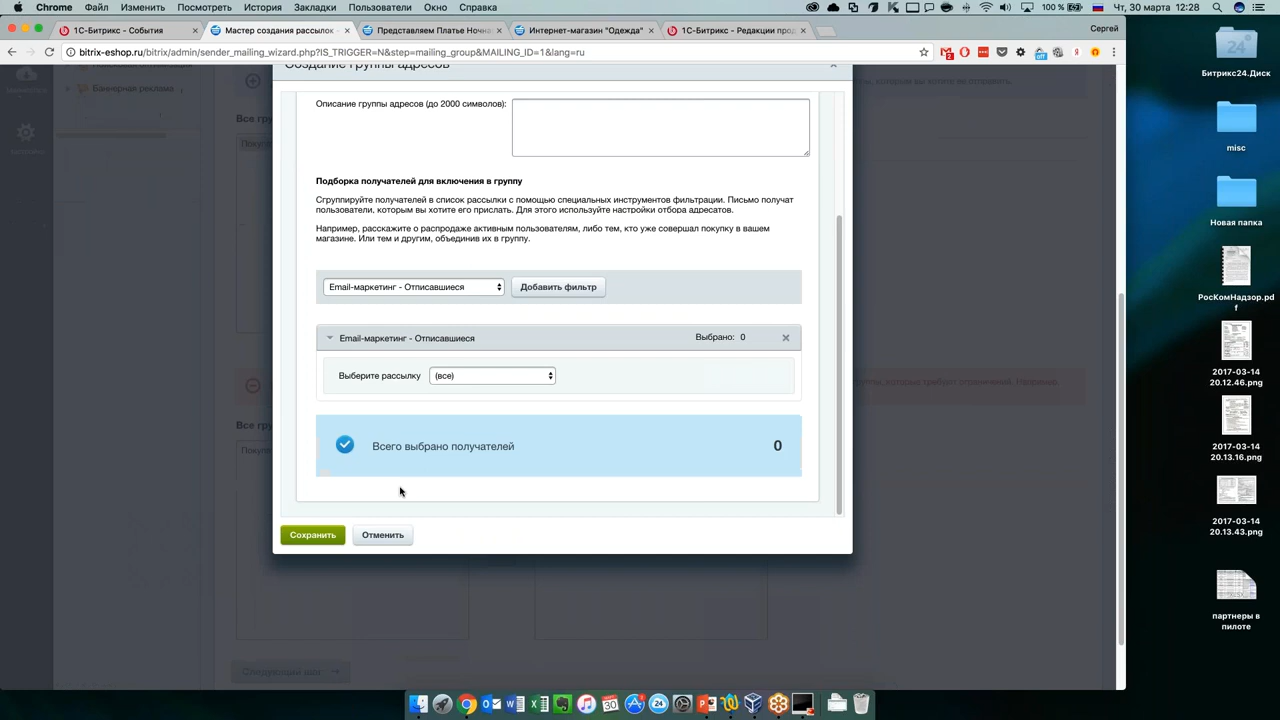 Chrome Файл Изменить Посмотреть История Закладки Люди Окно Справка 100 % Чт, 30 марта 12:28
1С-Битрикс - События
Мастер создания рассылок -
Представляем Платье Ночна
Интернет-магазин "Одежда"
1С-Битрикс - Редакции прод
Сергей
bitrix-eshop.ru/bitrix/admin/sender_mailing_wizard.php?IS_TRIGGER=N&step=mailing_group&MAILING_ID=1&lang=ru
Создание группы адресов
Баннерная реклама
Описание группы адресов (до 2000 символов):
Подборка получателей для включения в группу
Сгруппируйте получателей в список рассылки с помощью специальных инструментов фильтрации. Письмо получат
пользователи, которым вы хотите его прислать. Для этого используйте настройки отбора адресатов.
Например, расскажите о распродаже активным пользователям, либо тем, кто уже совершал покупку в вашем
магазине. Или тем и другим, объединив их в группу.
Email-маркетинг - Отписавшиеся
Добавить фильтр
Email-маркетинг - Отписавшиеся
Выбрано: 0
Выберите рассылку
(все)
Всего выбрано получателей
0
Сохранить
Отменить
Следующий шаг
24
Битрикс24.Диск
misc
Новая папка
РосКомНадзор.pd
f
2017-03-14
20.12.46.png
2017-03-14
20.13.16.png
2017-03-14
20.13.43.png
партнеры в
пилоте